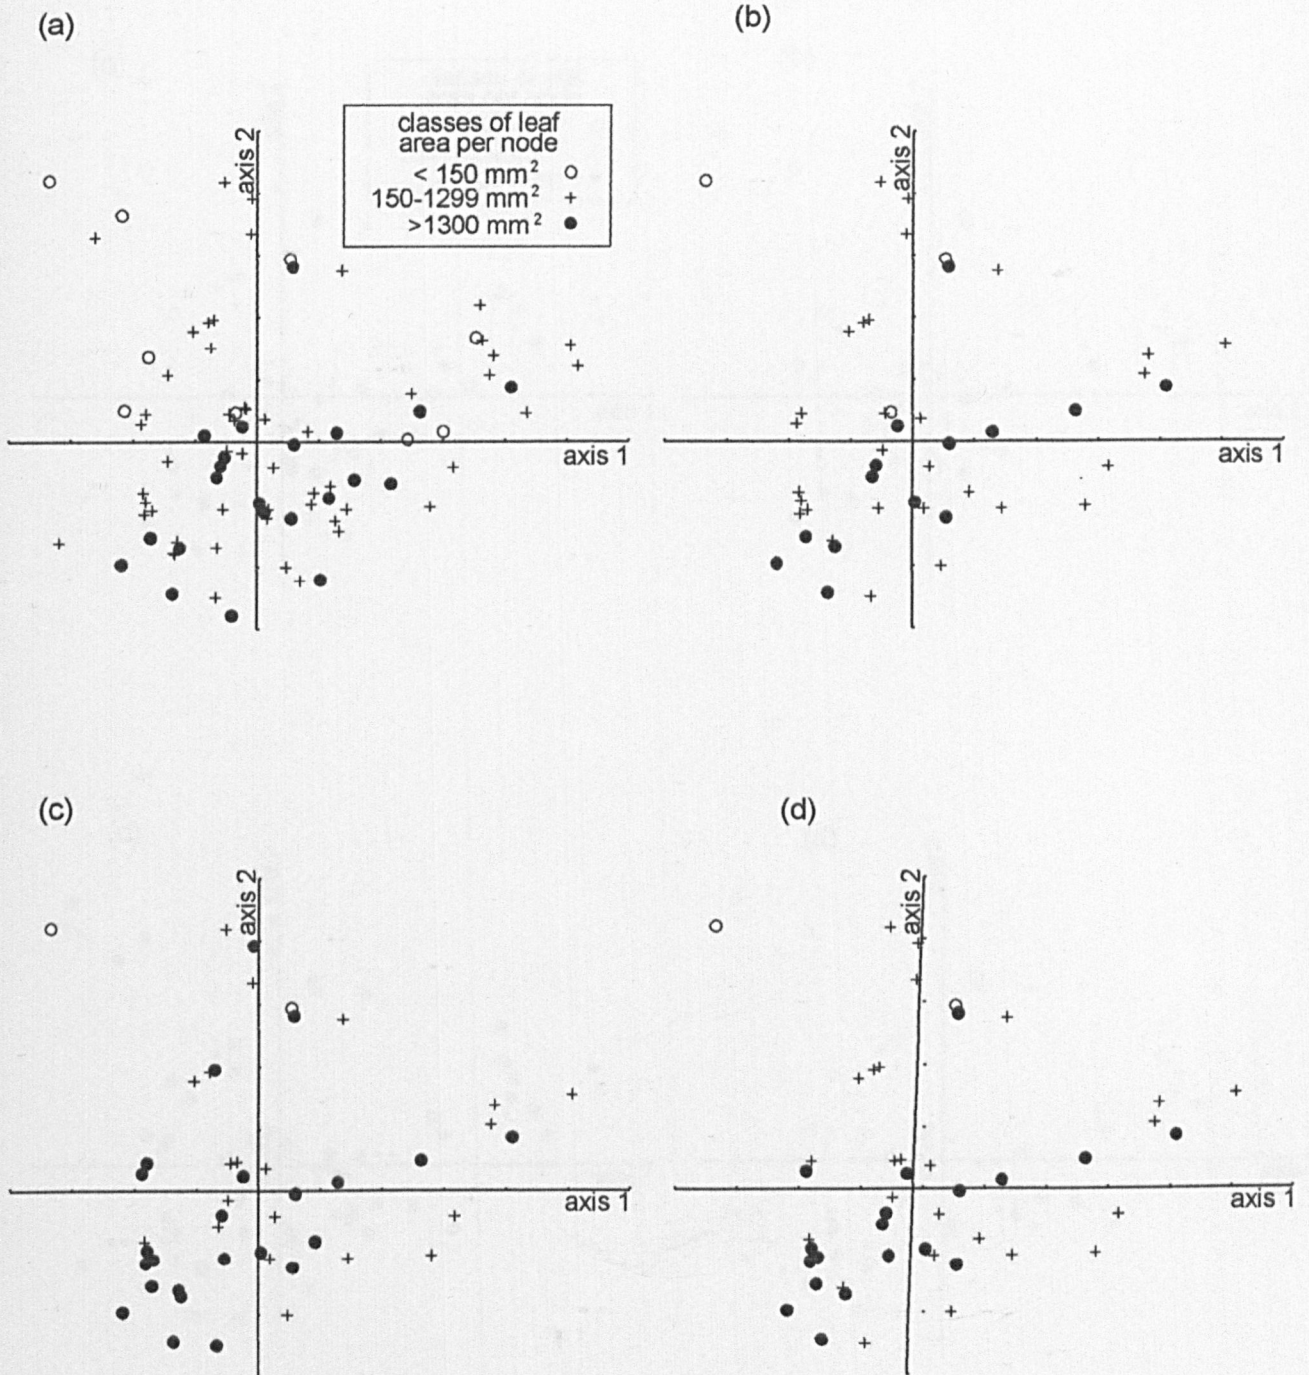 (a)
(b)
axis 2
classes of leaf
area per node
< 150 mm²
150-1299 mm²
>1300 mm²
axis 2
axis 1
axis 1
(c)
(d)
axis 2
axis 2
axis 1
axis 1